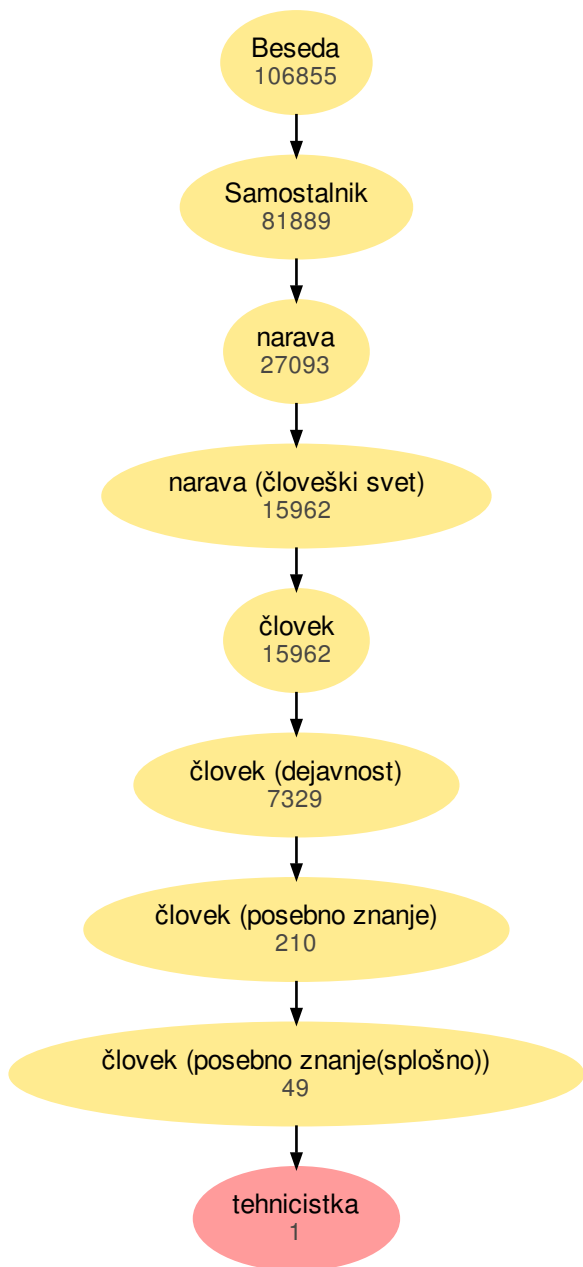 Beseda
106855
Samostalnik
81889
narava
27093
narava (človeški svet)
15962
človek
15962
človek (dejavnost)
7329
človek (posebno znanje)
210
človek (posebno znanje(splošno))
49
tehnicistka
1